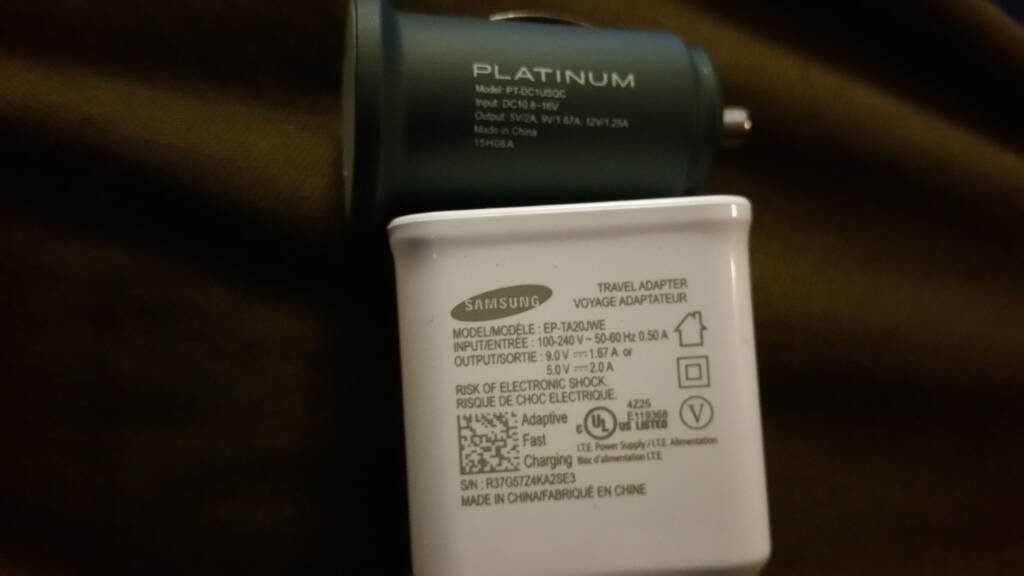 PLATINUM
Model: PT-DC1USQC
Input: DC10.8-16V
Output: 5V/2A, 9V/1.67A, 12V/1.25A
Made in China
15H08A
SAMSUNG
TRAVEL ADAPTER
VOYAGE ADAPTATEUR
MODEL/MODÈLE : EP-TA20JWE
INPUT/ENTRÉE : 100-240 V ~ 50-60 Hz 0.50 A
OUTPUT/SORTIE : 9.0 V ⎓ 1.67 A or
5.0 V ⎓ 2.0 A
RISK OF ELECTRONIC SHOCK.
RISQUE DE CHOC ELECTRIQUE.
Adaptive
Fast
Charging
4Z25
E119368
c UL US LISTED
V
I.T.E. Power Supply / I.T.E. Alimentation
Bloc d'alimentation I.T.E.
S/N : R37G57Z4KA2SE3
MADE IN CHINA/FABRIQUÉ EN CHINE